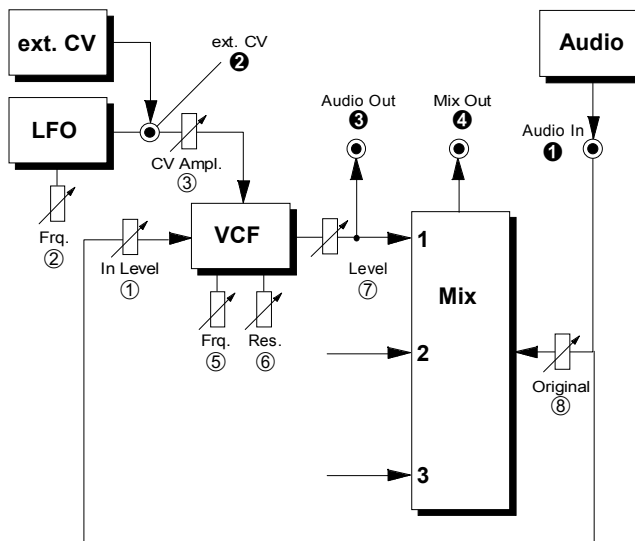 ext. CV
ext. CV
❷
Audio
LFO
Audio Out
❸
Mix Out
❹
Audio In
❶
CV Ampl.
③
Frq.
②
In Level
①
VCF
Level
⑦
1
Mix
Frq.
⑤
Res.
⑥
2
Original
⑧
3